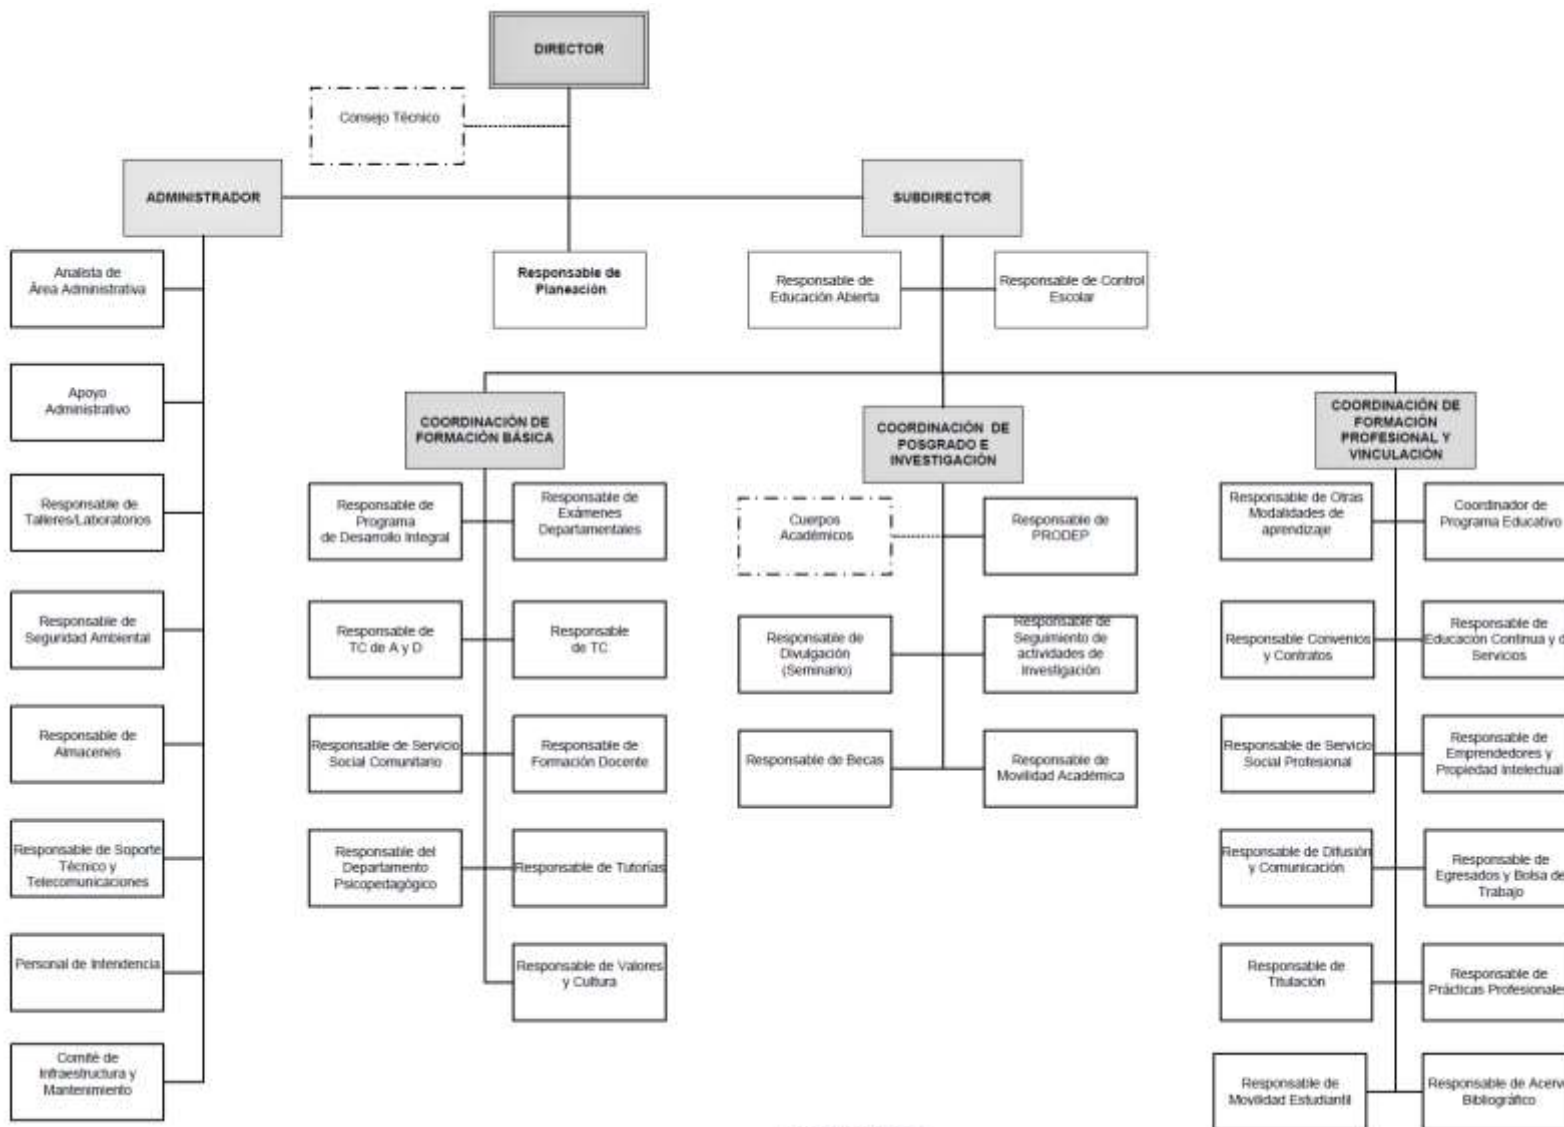 DIRECTOR
Consejo Técnico
ADMINISTRADOR
SUBDIRECTOR
Analista de
Área Administrativa
Responsable de
Planeación
Responsable de
Educación Abierta
Responsable de Control
Escolar
Apoyo
Administrativo
Responsable de
Talleres/Laboratorios
Responsable de
Seguridad Ambiental
Responsable de
Almacenes
Responsable de Soporte
Técnico y
Telecomunicaciones
Personal de Intendencia
Comité de
Infraestructura y
Mantenimiento
COORDINACIÓN DE
FORMACIÓN BÁSICA
Responsable de
Programa
de Desarrollo Integral
Responsable de
Exámenes
Departamentales
Responsable de
TC de A y D
Responsable
de TC
Responsable de Servicio
Social Comunitario
Responsable de
Formación Docente
Responsable del
Departamento
Psicopedagógico
Responsable de Tutorías
Responsable de Valores
y Cultura
COORDINACIÓN DE
POSGRADO E
INVESTIGACIÓN
Cuerpos
Académicos
Responsable de
PRODEP
Responsable de
Divulgación
(Seminario)
Responsable de
Seguimiento de
actividades de
Investigación
Responsable de Becas
Responsable de
Movilidad Académica
COORDINACIÓN DE
FORMACIÓN
PROFESIONAL Y
VINCULACIÓN
Responsable de Otras
Modalidades de
aprendizaje
Coordinador de
Programa Educativo
Responsable Convenios
y Contratos
Responsable de
Educación Continua y d
Servicios
Responsable de Servicio
Social Profesional
Responsable de
Emprendedores y
Propiedad Intelectual
Responsable de Difusión
y Comunicación
Responsable de
Egresados y Bolsa de
Trabajo
Responsable de
Titulación
Responsable de
Prácticas Profesionales
Responsable de
Movilidad Estudiantil
Responsable de Acerv
Bibliográfico